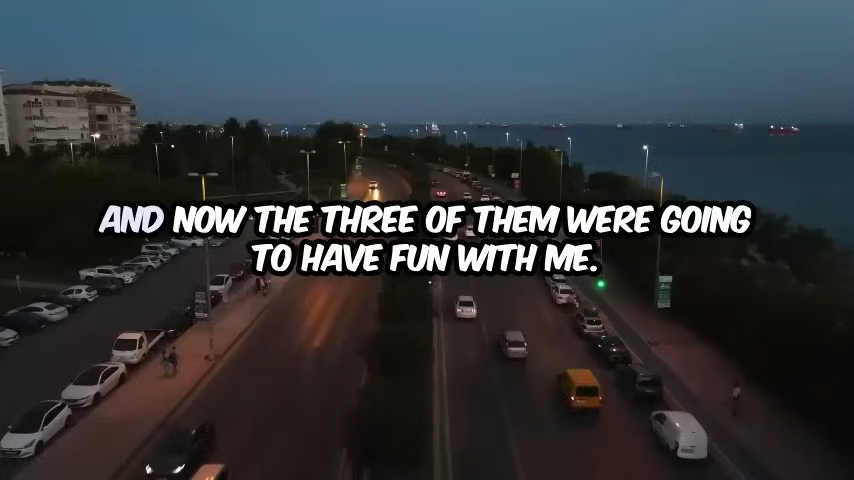 AND NOW THE THREE OF THEM WERE GOING
TO HAVE FUN WITH ME.